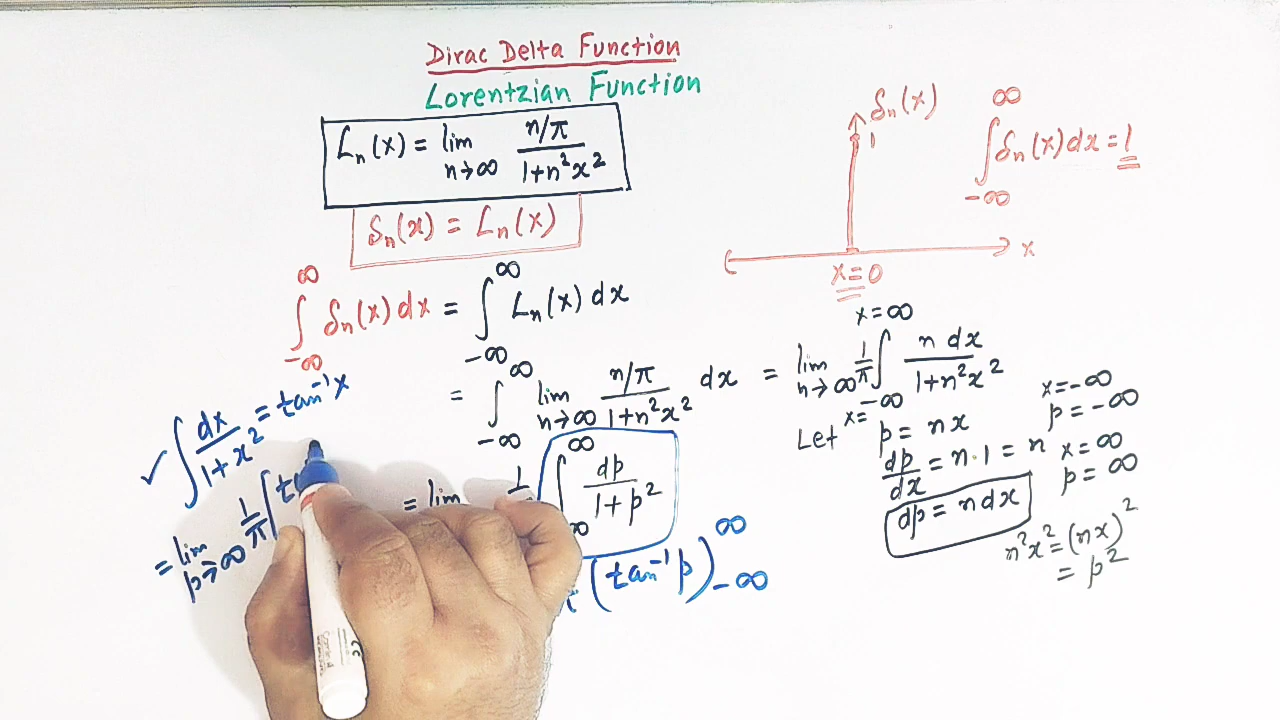 Dirac Delta Function
Lorentzian Function
Lₙ(x) = lim n→∞ (n/π)/(1+n²x²)
δₙ(x) = Lₙ(x)
∫_{-∞}^{∞} δₙ(x) dx = ∫_{-∞}^{∞} Lₙ(x) dx
= ∫_{-∞}^{∞} lim n→∞ (n/π)/(1+n²x²) dx = lim n→∞ 1/π ∫_{x=-∞}^{x=∞} n dx/(1+n²x²)
= lim ∫^{∞} dp/(1+p²)
(tan⁻¹p)_{-∞}^{∞}
✓ ∫ dx/(1+x²) = tan⁻¹x
= lim p→∞ 1/π
δₙ(x)
1
x
x=0
∫_{-∞}^{∞} δₙ(x) dx = 1
Let p = nx
dp/dx = n·1 = n
dp = n dx
x=-∞
p=-∞
x=∞
p=∞
n²x² = (nx)²
= p²